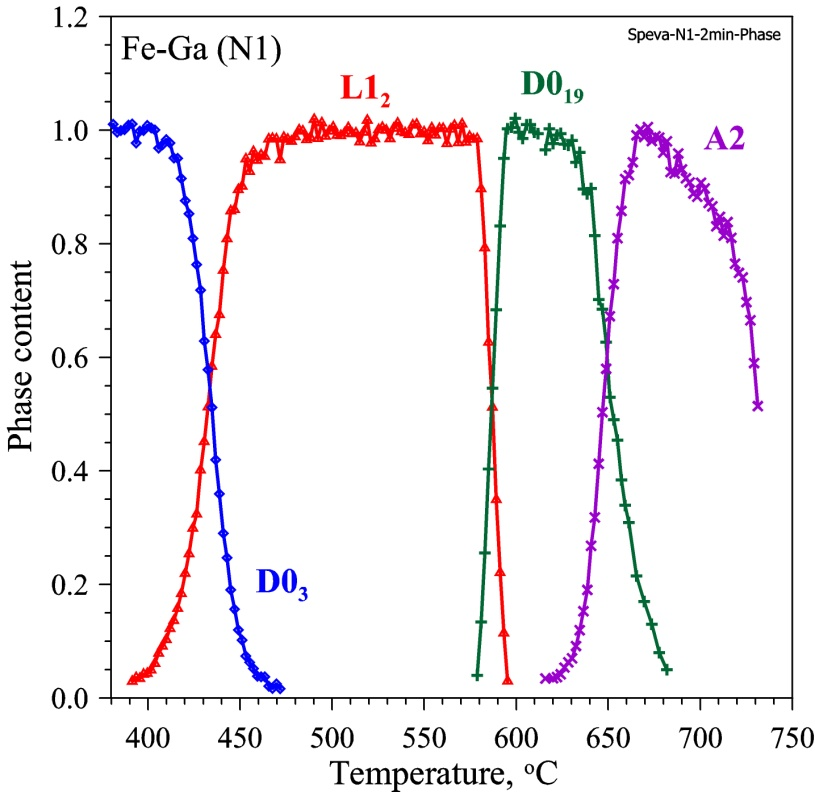 1.2
Speva-N1-2min-Phase
Fe-Ga (N1)
L1₂
D0₁₉
A2
1.0
0.8
0.6
0.4
0.2
0.0
Phase content
D0₃
400 450 500 550 600 650 700 750
Temperature, °C